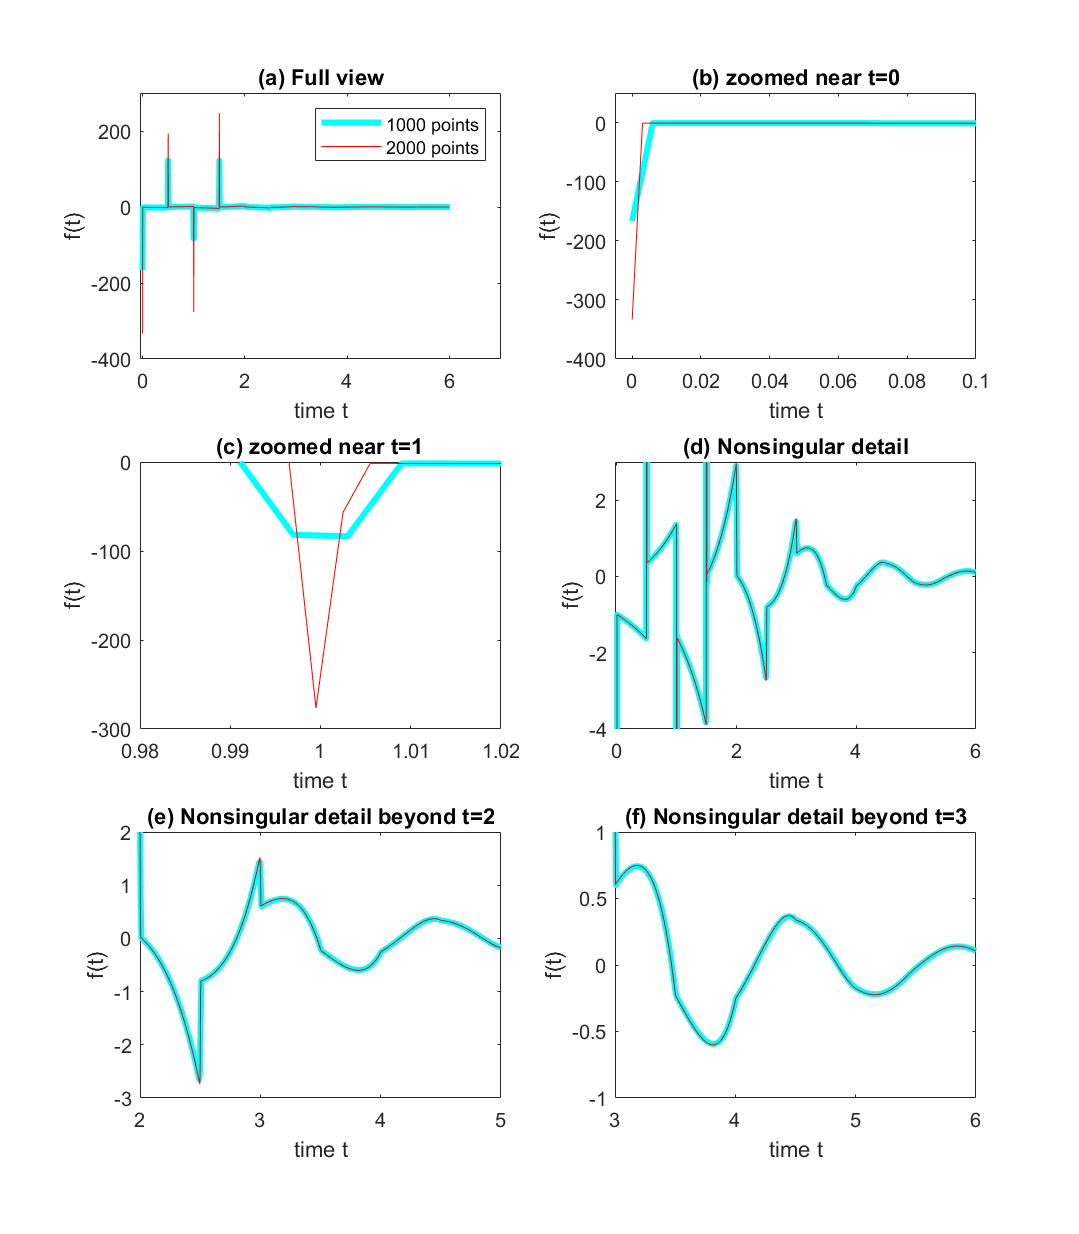 (a) Full view
200
0
-200
-400
f(t)
1000 points
2000 points
0 2 4 6
time t
(b) zoomed near t=0
0
-100
-200
-300
-400
f(t)
0 0.02 0.04 0.06 0.08 0.1
time t
(c) zoomed near t=1
0
-100
-200
-300
f(t)
0.98 0.99 1 1.01 1.02
time t
(d) Nonsingular detail
2
0
-2
-4
f(t)
0 2 4 6
time t
(e) Nonsingular detail beyond t=2
2
1
0
-1
-2
-3
f(t)
2 3 4 5
time t
(f) Nonsingular detail beyond t=3
1
0.5
0
-0.5
-1
f(t)
3 4 5 6
time t